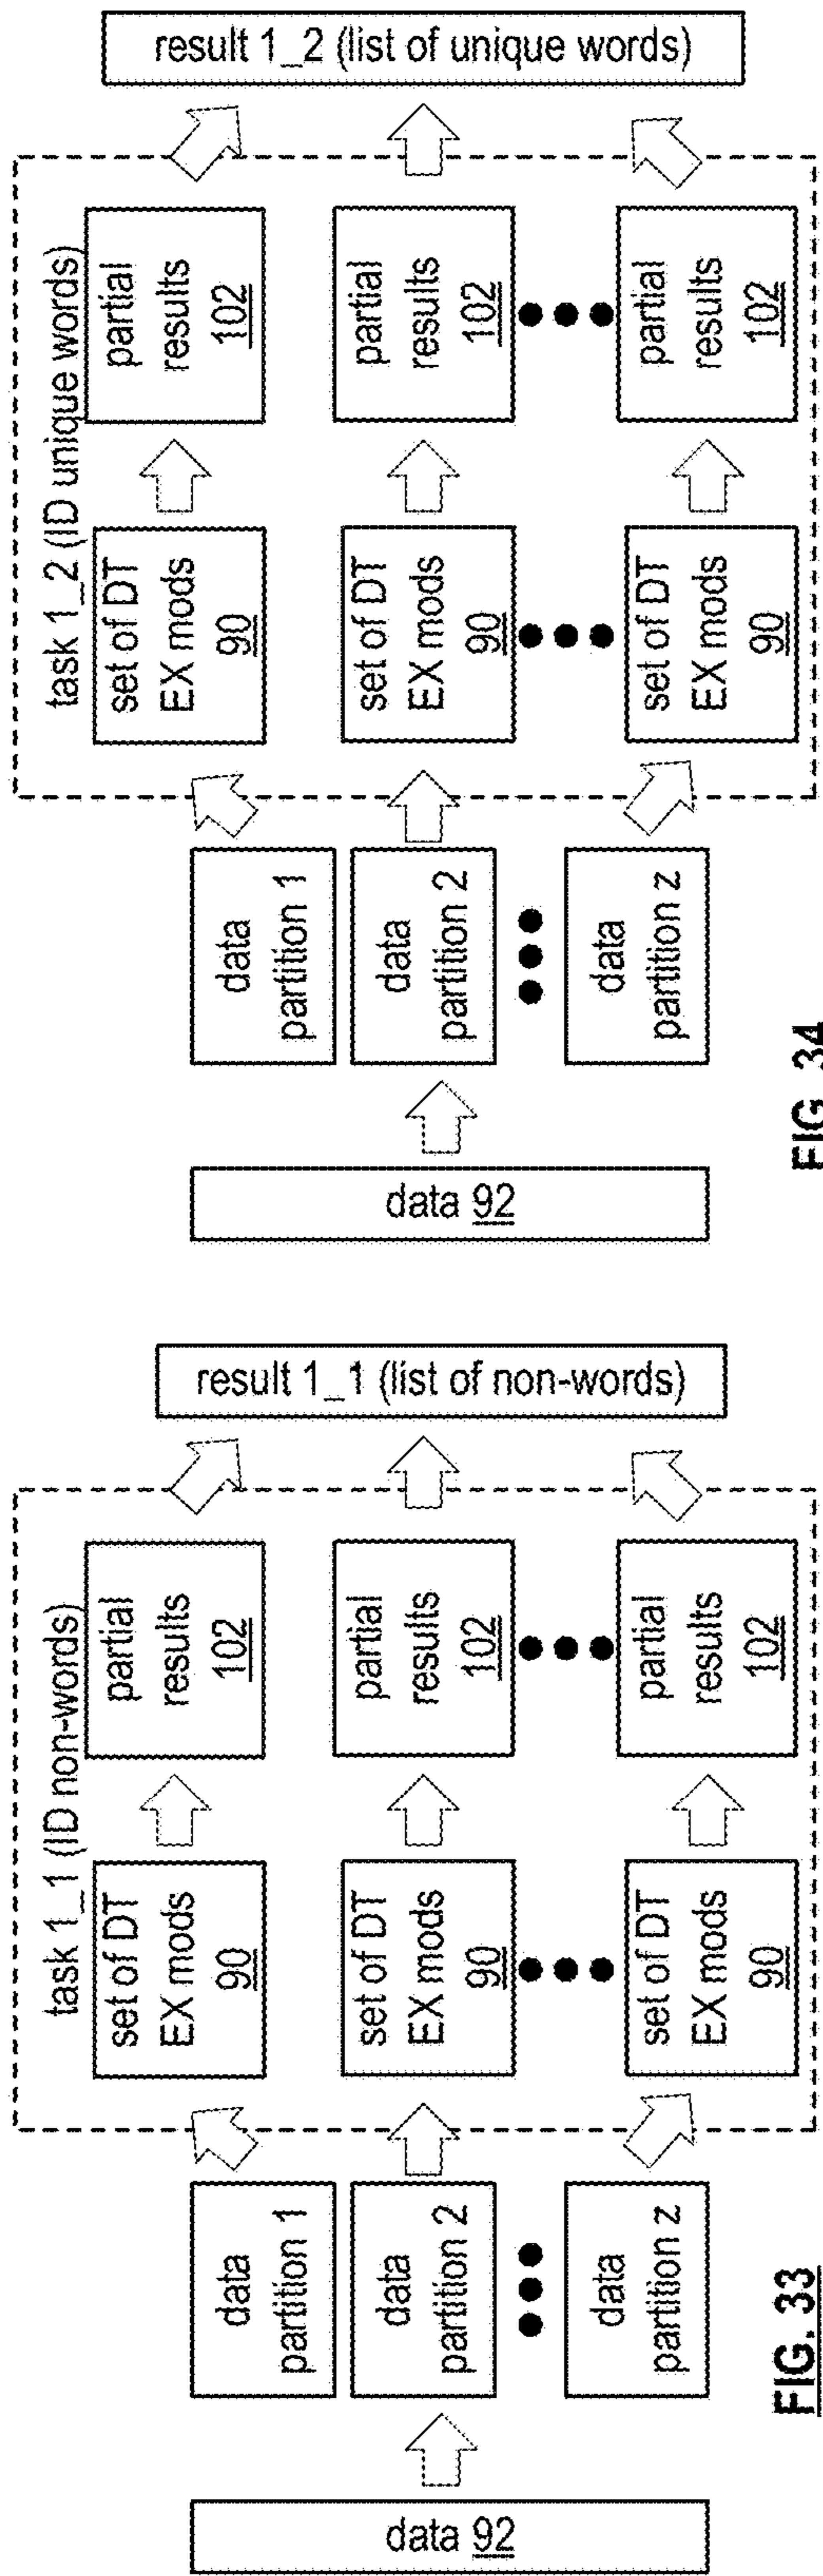 task 1_1 (ID non-words)
data 92
data
partition 1
data
partition 2
data
partition z
set of DT
EX mods
90
set of DT
EX mods
90
set of DT
EX mods
90
partial
results
102
partial
results
102
partial
results
102
result 1_1 (list of non-words)
FIG. 33
task 1_2 (ID unique words)
data 92
data
partition 1
data
partition 2
data
partition z
set of DT
EX mods
90
set of DT
EX mods
90
set of DT
EX mods
90
partial
results
102
partial
results
102
partial
results
102
result 1_2 (list of unique words)
FIG. 34